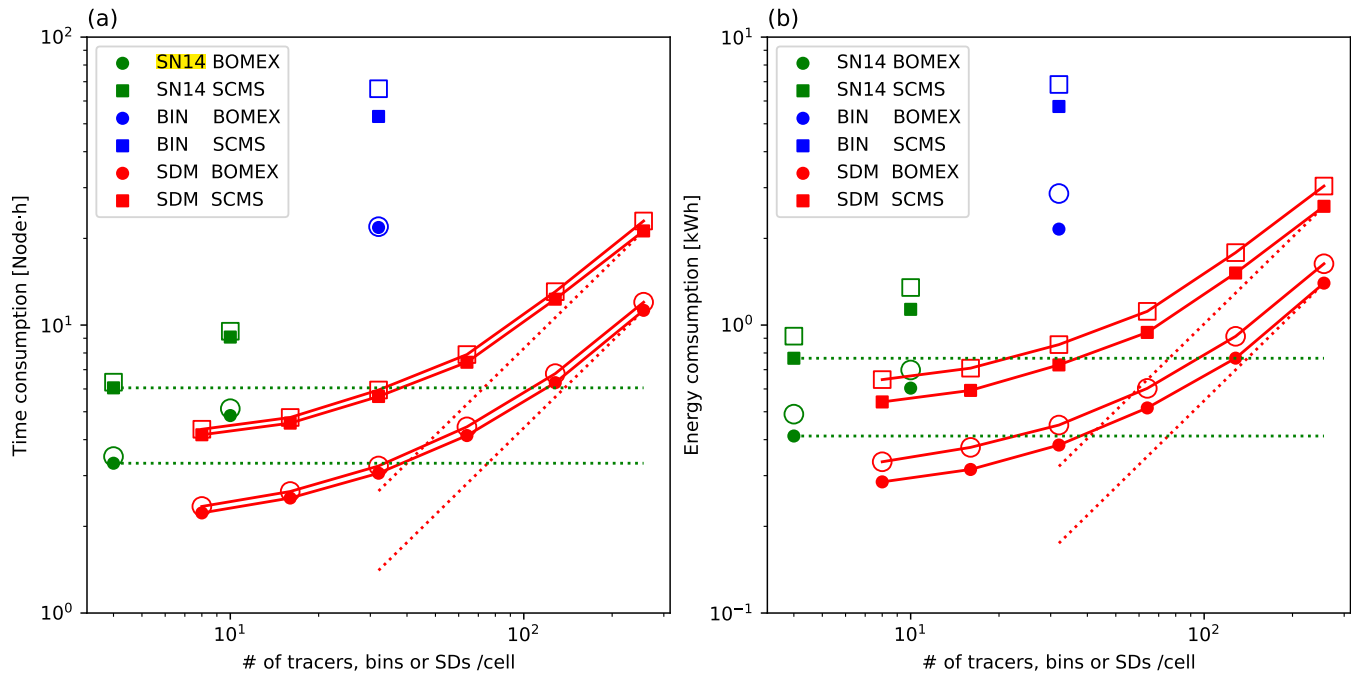 (a)
10²
SN14 BOMEX
SN14 SCMS
BIN BOMEX
BIN SCMS
SDM BOMEX
SDM SCMS
10¹
10⁰
Time consumption [Node·h]
10¹
10²
# of tracers, bins or SDs /cell
(b)
10¹
SN14 BOMEX
SN14 SCMS
BIN BOMEX
BIN SCMS
SDM BOMEX
SDM SCMS
10⁰
10⁻¹
Energy consumption [kWh]
10¹
10²
# of tracers, bins or SDs /cell